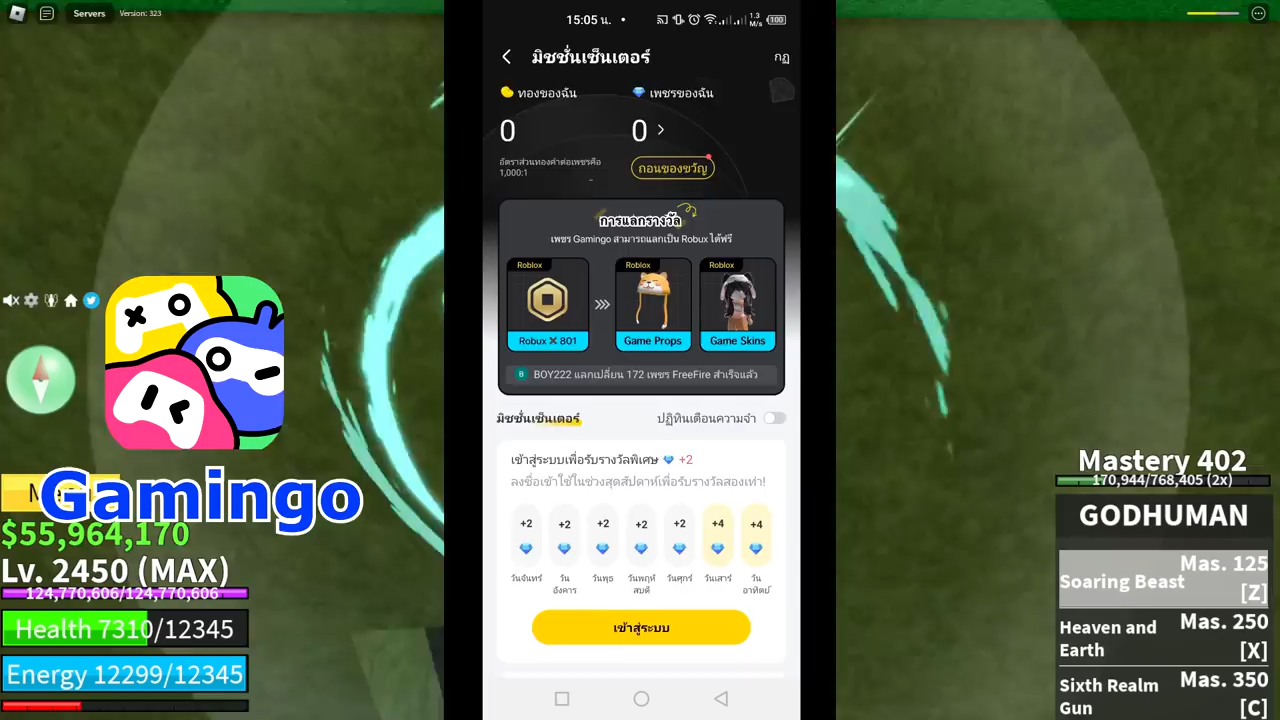 Servers
Version: 323
15:05 น.
1.3
M/s
100
มิชชั่นเซ็นเตอร์
กฎ
ทองของฉัน
เพชรของฉัน
0
0
อัตราส่วนทองคำต่อเพชรคือ
1,000:1
ถอนของขวัญ
การแลกรางวัล
เพชร Gamingo สามารถแลกเป็น Robux ได้ฟรี
Roblox
Roblox
Roblox
Robux × 801
Game Props
Game Skins
B
BOY222 แลกเปลี่ยน 172 เพชร FreeFire สำเร็จแล้ว
มิชชั่นเซ็นเตอร์
ปฏิทินเตือนความจำ
เข้าสู่ระบบเพื่อรับรางวัลพิเศษ +2
ลงชื่อเข้าใช้ในช่วงสุดสัปดาห์เพื่อรับรางวัลสองเท่า!
+2
+2
+2
+2
+2
+4
+4
วันจันทร์
วันอังคาร
วันพุธ
วันพฤหัสบดี
วันศุกร์
วันเสาร์
วันอาทิตย์
เข้าสู่ระบบ
Gamingo
$55,964,170
Lv. 2450 (MAX)
124,770,606/124,770,606
Health 7310/12345
Energy 12299/12345
Mastery 402
170,944/768,405 (2x)
GODHUMAN
Mas. 125
Soaring Beast
[Z]
Heaven and Earth
Mas. 250
[X]
Sixth Realm Gun
Mas. 350
[C]